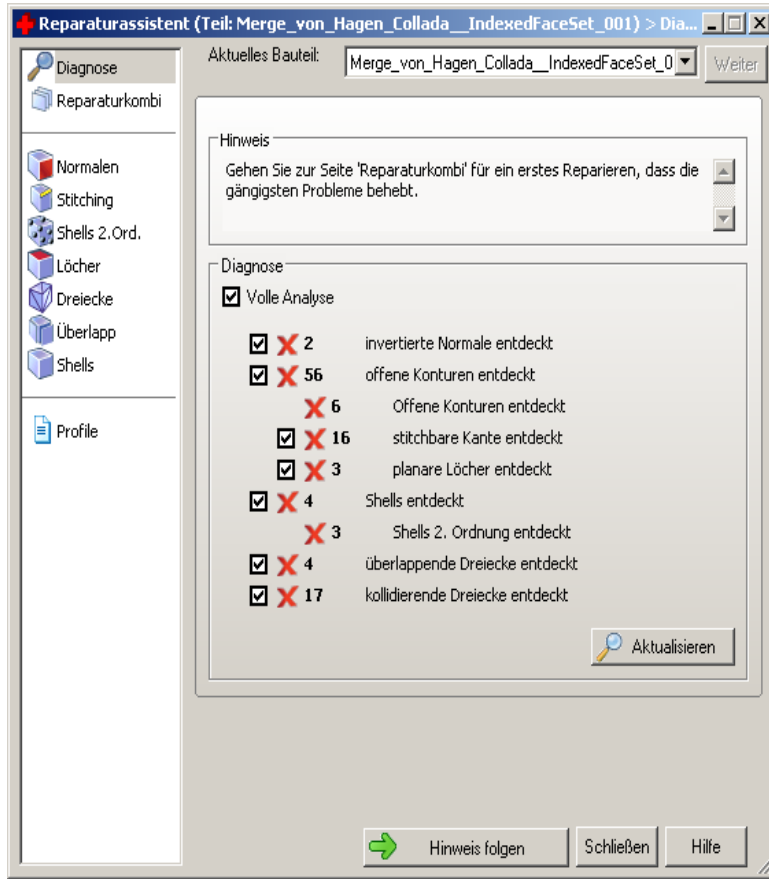 Reparaturassistent (Teil: Merge_von_Hagen_Collada__IndexedFaceSet_001) > Dia...
Diagnose
Reparaturkombi
Normalen
Stitching
Shells 2.Ord.
Löcher
Dreiecke
Überlapp
Shells
Profile
Aktuelles Bauteil:
Merge_von_Hagen_Collada__IndexedFaceSet_0
Weiter
Hinweis
Gehen Sie zur Seite 'Reparaturkombi' für ein erstes Reparieren, dass die
gängigsten Probleme behebt.
Diagnose
Volle Analyse
2 invertierte Normale entdeckt
56 offene Konturen entdeckt
6 Offene Konturen entdeckt
16 stitchbare Kante entdeckt
3 planare Löcher entdeckt
4 Shells entdeckt
3 Shells 2. Ordnung entdeckt
4 überlappende Dreiecke entdeckt
17 kollidierende Dreiecke entdeckt
Aktualisieren
Hinweis folgen
Schließen
Hilfe